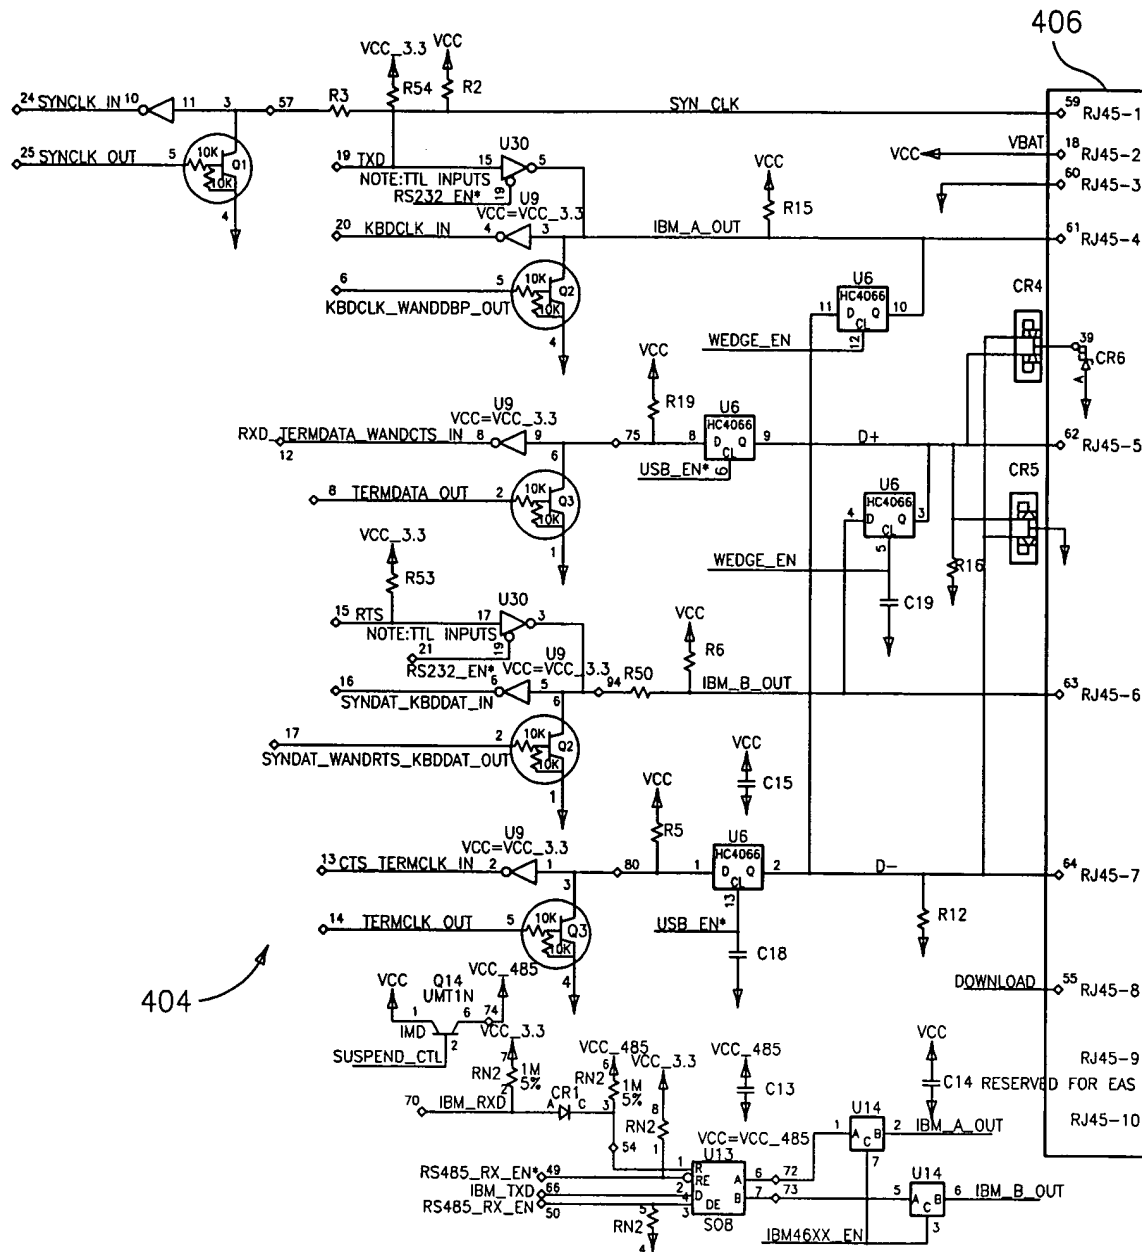 406
VCC_3.3
VCC
R54
R2
24 SYNCLK_IN 10
11
3
57
R3
SYN_CLK
59
RJ45-1
25 SYNCLK OUT
5
10K
10K
Q1
4
U30
19 TXD
15
5
NOTE:TTL INPUTS
RS232_EN*
19
VCC
VBAT
18
RJ45-2
VCC
60
RJ45-3
R15
U9
VCC=VCC_3.3
20
KBDCLK_IN
4
3
IBM_A_OUT
61
RJ45-4
6
5
10K
10K
Q2
KBDCLK_WANDDBP_OUT
4
U6
HC4066
11
D
Q
CL
10
WEDGE_EN
12
CR4
39
CR6
A
VCC
R19
U9
VCC=VCC_3.3
RXD_TERMDATA_WANDCTS_IN
8
9
12
6
75
8
U6
HC4066
D
Q
CL
9
D+
62
RJ45-5
USB_EN*
6
8
TERMDATA_OUT
2
10K
10K
Q3
1
U6
HC4066
4
D
Q
3
CL
5
CR5
VCC_3.3
R53
WEDGE_EN
R16
C19
15 RTS
17
U30
3
NOTE:TTL INPUTS
21
19
RS232_EN*
U9
VCC=VCC_3.3
VCC
R6
16
6
5
94
R50
IBM_B_OUT
63
RJ45-6
SYNDAT_KBDDAT_IN
6
17
2
10K
10K
Q2
SYNDAT_WANDRTS_KBDDAT_OUT
1
VCC
C15
VCC
R5
U9
VCC=VCC_3.3
13 CTS_TERMCLK_IN
2
1
80
1
U6
HC4066
D
Q
CL
2
D-
64
RJ45-7
3
13
14
TERMCLK_OUT
5
10K
10K
Q3
4
USB_EN*
C18
R12
404
VCC
Q14
UMT1N
VCC_485
1
6
74
IMD
2
SUSPEND_CTL
DOWNLOAD
55
RJ45-8
VCC_3.3
7
RN2
1M
5%
2
VCC_485
6
RN2
1M
5%
3
VCC_3.3
8
RN2
1
VCC_485
C13
VCC
C14
RJ45-9
RESERVED FOR EAS
RJ45-10
70
IBM_RXD
CR1
A
C
54
VCC=VCC_485
U13
U14
1
A
B
C
2
IBM_A_OUT
7
RS485_RX_EN*
49
1
R
RE
A
6
72
IBM_TXD
66
2
D
B
7
73
RS485_RX_EN
50
4
3
DE
SO8
5
RN2
4
U14
5
A
B
C
6
IBM_B_OUT
3
IBM46XX_EN